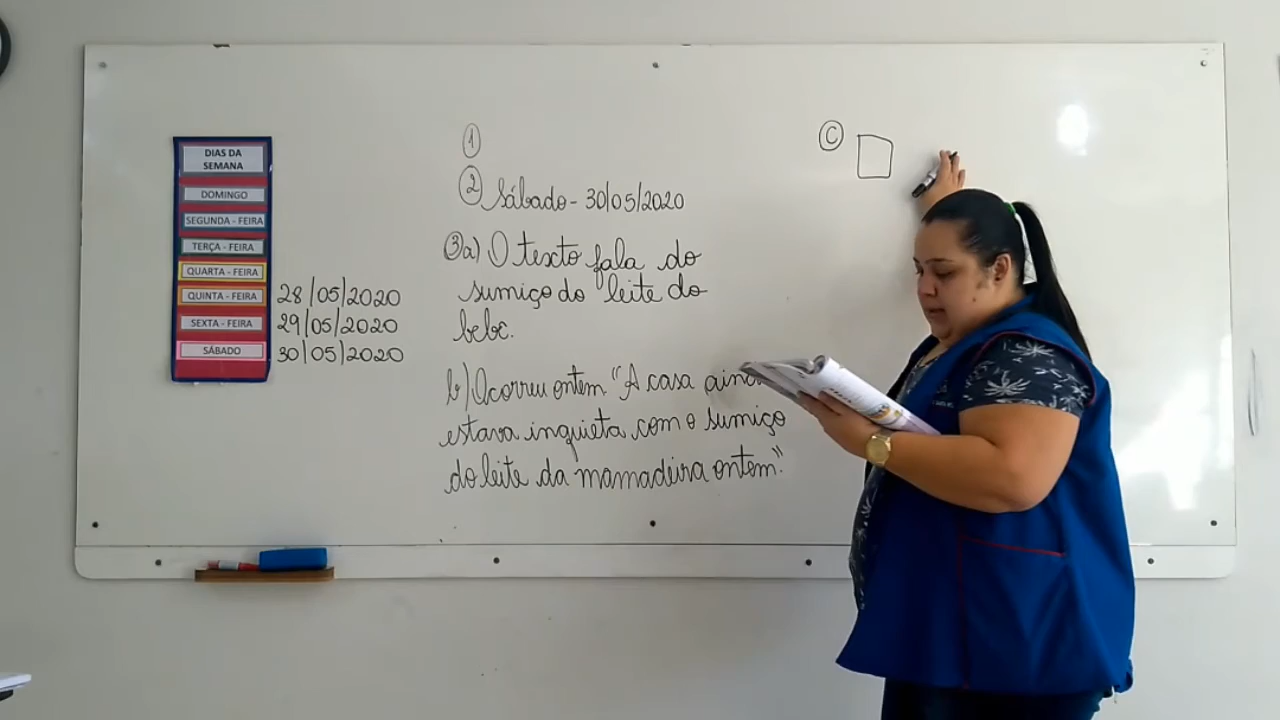 DIAS DA
SEMANA
DOMINGO
SEGUNDA - FEIRA
TERÇA - FEIRA
QUARTA - FEIRA
QUINTA - FEIRA
SEXTA - FEIRA
SÁBADO
28/05/2020
29/05/2020
30/05/2020
1
2 Sábado - 30/05/2020
3 a) O texto fala do
sumiço do leite do
bebe.
b) Ocorreu ontem "A casa ainda
estava inquieta com o sumiço
do leite da mamadeira ontem."
C